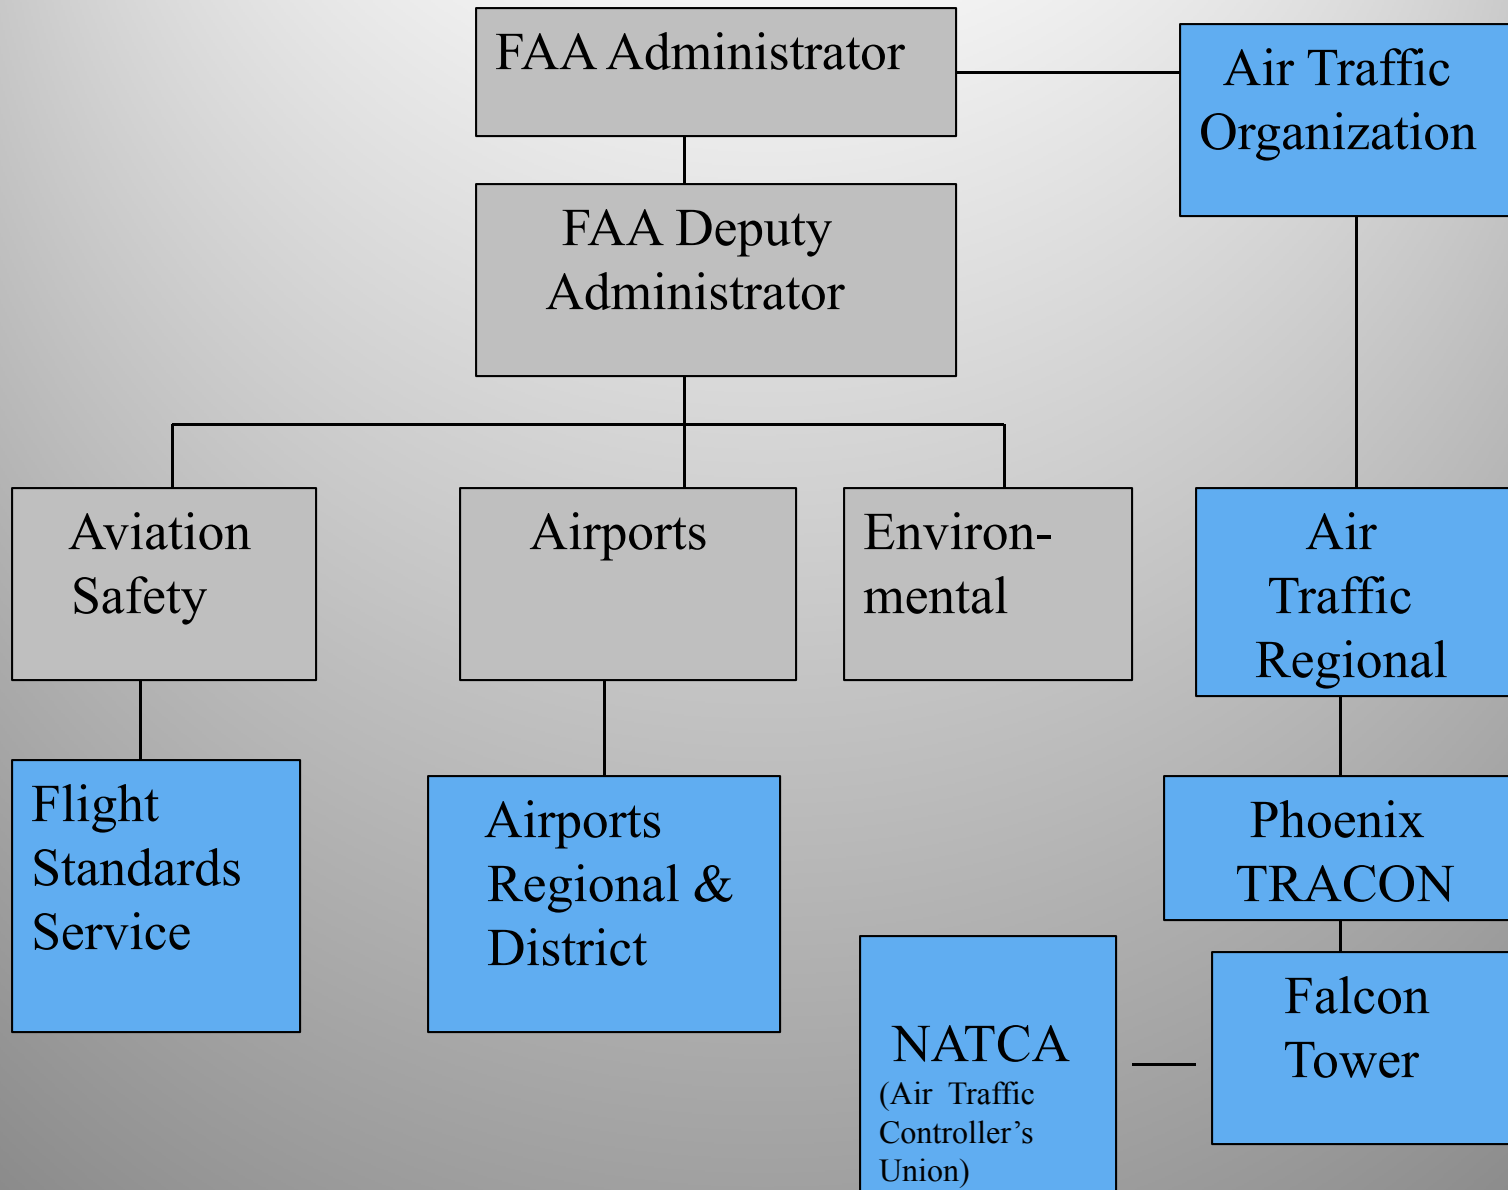 FAA Administrator
Air Traffic
Organization
FAA Deputy
Administrator
Aviation
Safety
Airports
Environ-
mental
Air
Traffic
Regional
Flight
Standards
Service
Airports
Regional &
District
Phoenix
TRACON
NATCA
(Air Traffic
Controller’s
Union)
Falcon
Tower